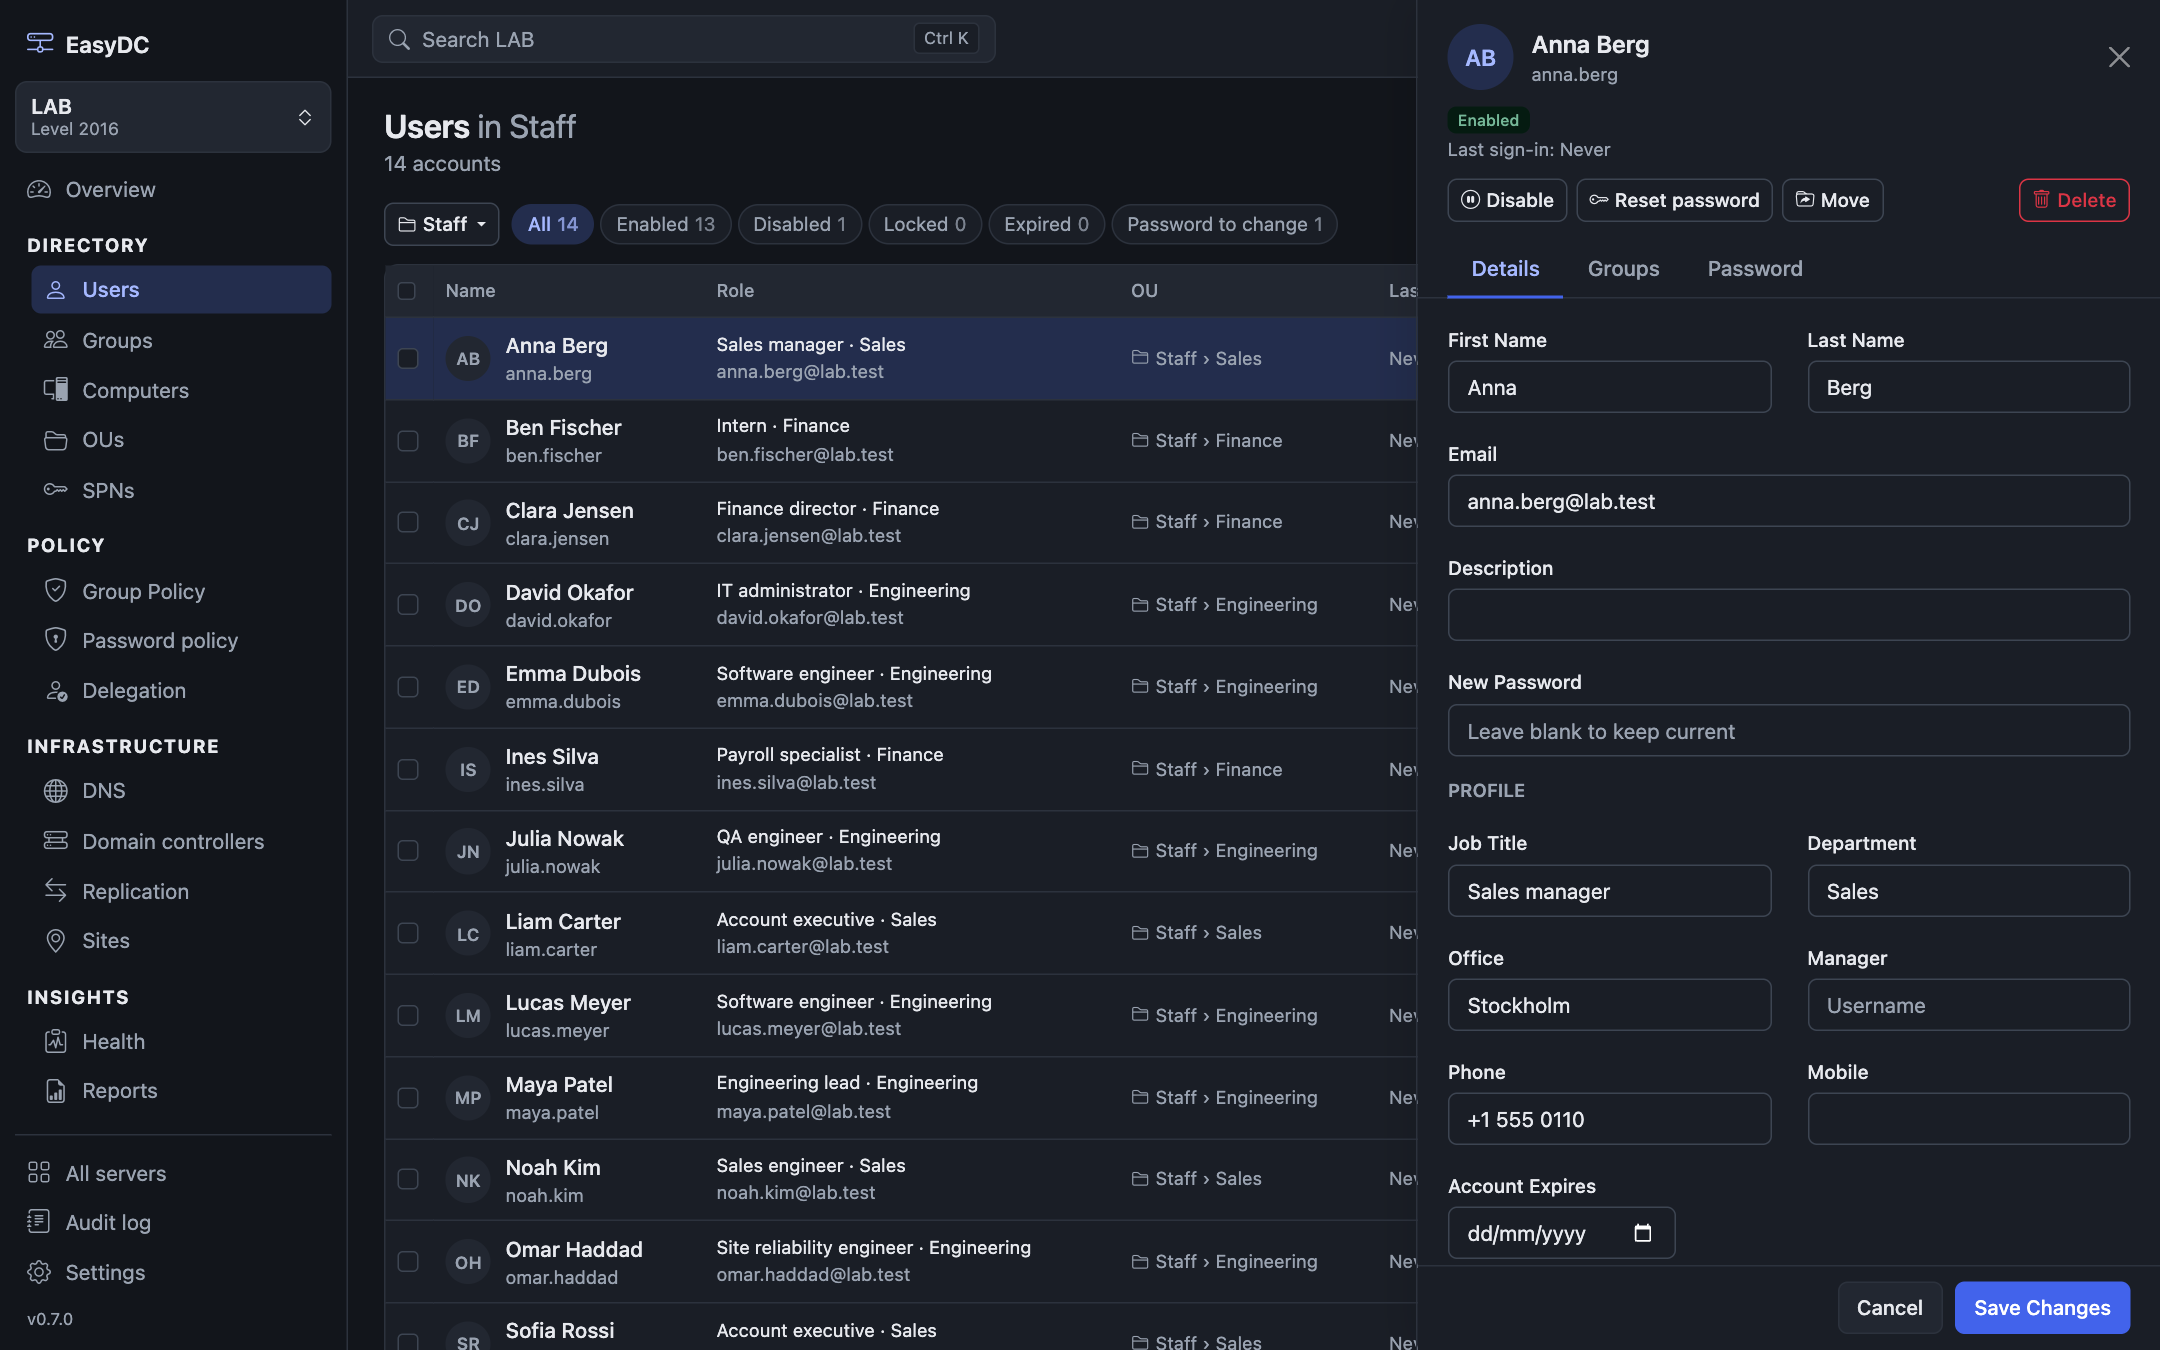 EasyDC
LAB
Level 2016
Overview
DIRECTORY
Users
Groups
Computers
OUs
SPNs
POLICY
Group Policy
Password policy
Delegation
INFRASTRUCTURE
DNS
Domain controllers
Replication
Sites
INSIGHTS
Health
Reports
All servers
Audit log
Settings
v0.7.0
Search LAB
Ctrl K
Users in Staff
14 accounts
Staff
All 14
Enabled 13
Disabled 1
Locked 0
Expired 0
Password to change 1
Name Role OU
AB
Anna Berg
anna.berg
Sales manager · Sales
anna.berg@lab.test
Staff › Sales
BF
Ben Fischer
ben.fischer
Intern · Finance
ben.fischer@lab.test
Staff › Finance
CJ
Clara Jensen
clara.jensen
Finance director · Finance
clara.jensen@lab.test
Staff › Finance
DO
David Okafor
david.okafor
IT administrator · Engineering
david.okafor@lab.test
Staff › Engineering
ED
Emma Dubois
emma.dubois
Software engineer · Engineering
emma.dubois@lab.test
Staff › Engineering
IS
Ines Silva
ines.silva
Payroll specialist · Finance
ines.silva@lab.test
Staff › Finance
JN
Julia Nowak
julia.nowak
QA engineer · Engineering
julia.nowak@lab.test
Staff › Engineering
LC
Liam Carter
liam.carter
Account executive · Sales
liam.carter@lab.test
Staff › Sales
LM
Lucas Meyer
lucas.meyer
Software engineer · Engineering
lucas.meyer@lab.test
Staff › Engineering
MP
Maya Patel
maya.patel
Engineering lead · Engineering
maya.patel@lab.test
Staff › Engineering
NK
Noah Kim
noah.kim
Sales engineer · Sales
noah.kim@lab.test
Staff › Sales
OH
Omar Haddad
omar.haddad
Site reliability engineer · Engineering
omar.haddad@lab.test
Staff › Engineering
SR
Sofia Rossi
Account executive · Sales
Staff › Sales
AB
Anna Berg
anna.berg
Enabled
Last sign-in: Never
Disable
Reset password
Move
Delete
Details
Groups
Password
First Name
Anna
Last Name
Berg
Email
anna.berg@lab.test
Description
New Password
Leave blank to keep current
PROFILE
Job Title
Sales manager
Department
Sales
Office
Stockholm
Manager
Username
Phone
+1 555 0110
Mobile
Account Expires
dd/mm/yyyy
Cancel
Save Changes